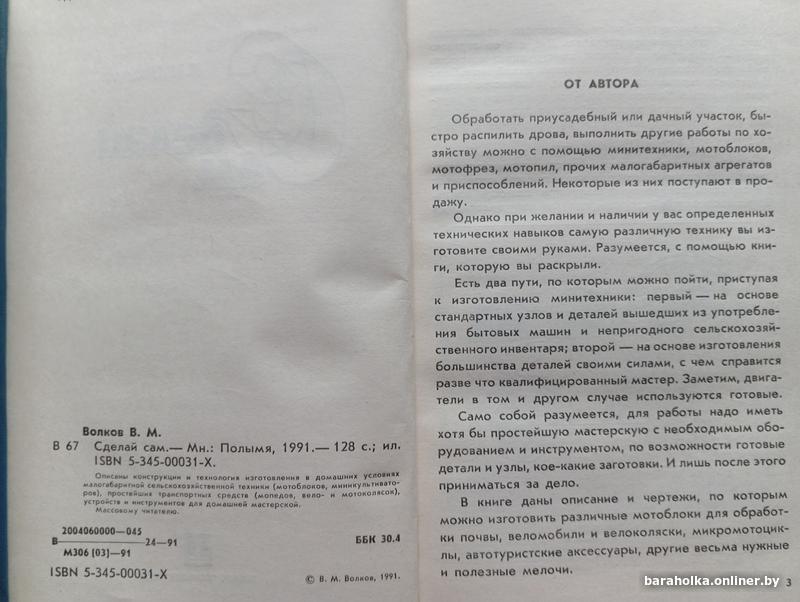 Волков В. М.
В 67 Сделай сам.— Мн.: Полымя, 1991.— 128 с.; ил.
ISBN 5-345-00031-X.
Описаны конструкции и технология изготовления в домашних условиях
малогабаритной сельскохозяйственной техники (мотоблоков, миникультивато-
ров), простейших транспортных средств (мопедов, вело- и мотоколясок),
устройств и инструментов для домашней мастерской.
Массовому читателю.
2004060000—045
В————24—91
М306 [03]—91
ББК 30.4
ISBN 5-345-00031-X
© В. М. Волков, 1991.
ОТ АВТОРА
Обработать приусадебный или дачный участок, бы-
стро распилить дрова, выполнить другие работы по хо-
зяйству можно с помощью минитехники, мотоблоков,
мотофрез, мотопил, прочих малогабаритных агрегатов
и приспособлений. Некоторые из них поступают в про-
дажу.
Однако при желании и наличии у вас определенных
технических навыков самую различную технику вы из-
готовите своими руками. Разумеется, с помощью кни-
ги, которую вы раскрыли.
Есть два пути, по которым можно пойти, приступая
к изготовлению минитехники: первый — на основе
стандартных узлов и деталей вышедших из употребле-
ния бытовых машин и непригодного сельскохозяй-
ственного инвентаря; второй — на основе изготовления
большинства деталей своими силами, с чем справится
разве что квалифицированный мастер. Заметим, двига-
тели в том и другом случае используются готовые.
Само собой разумеется, для работы надо иметь
хотя бы простейшую мастерскую с необходимым обо-
рудованием и инструментом, по возможности готовые
детали и узлы, кое-какие заготовки. И лишь после этого
приниматься за дело.
В книге даны описание и чертежи, по которым
можно изготовить различные мотоблоки для обработ-
ки почвы, веломобили и велоколяски, микромотоцик-
лы, автотуристские аксессуары, другие весьма нужные
и полезные мелочи.
3
baraholka.onliner.by